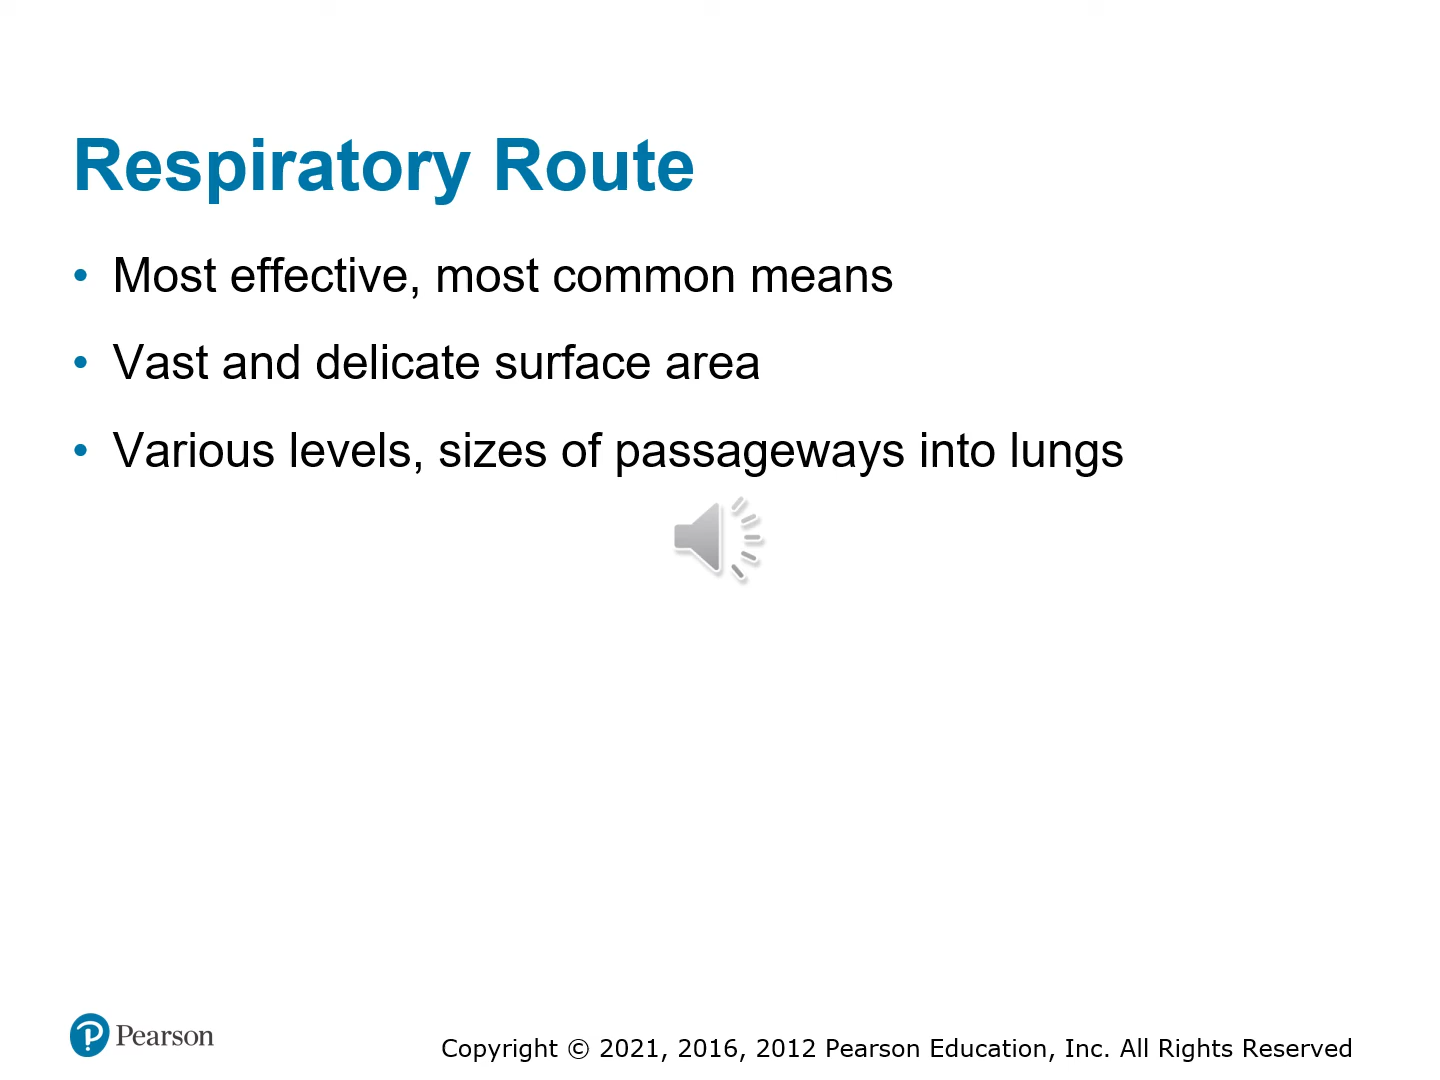 Respiratory Route
• Most effective, most common means
• Vast and delicate surface area
• Various levels, sizes of passageways into lungs
Pearson
Copyright © 2021, 2016, 2012 Pearson Education, Inc. All Rights Reserved